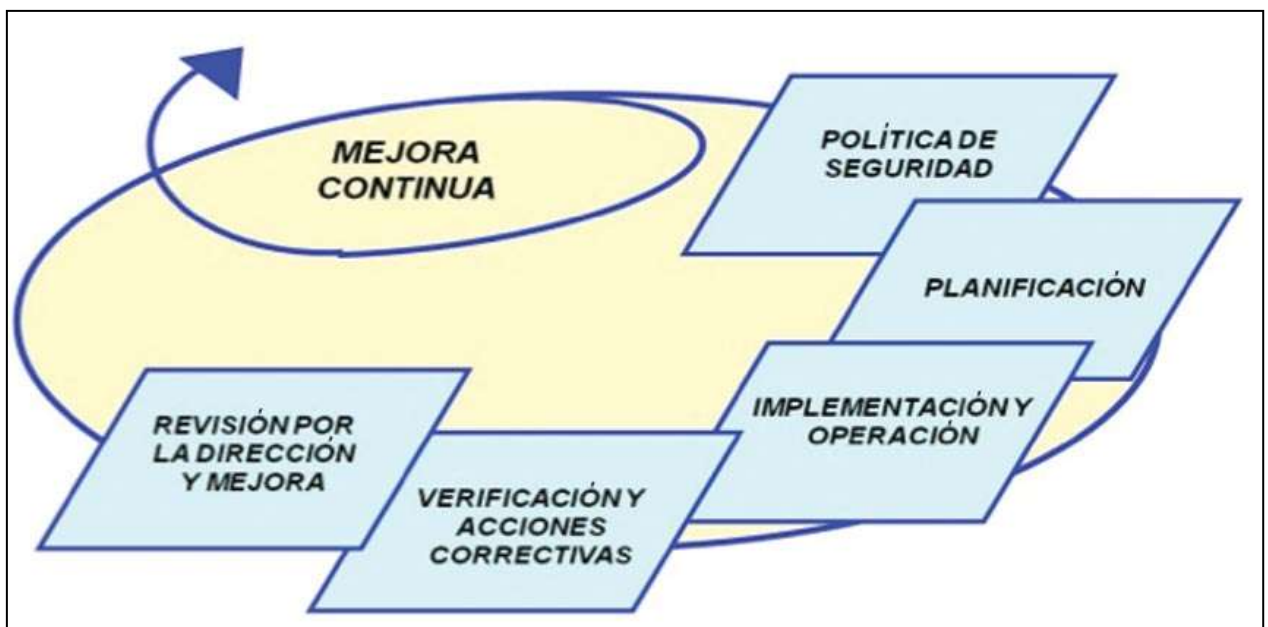 MEJORA
CONTINUA
POLÍTICA DE
SEGURIDAD
PLANIFICACIÓN
IMPLEMENTACIÓN Y
OPERACIÓN
VERIFICACIÓN Y
ACCIONES
CORRECTIVAS
REVISIÓN POR
LA DIRECCIÓN
Y MEJORA